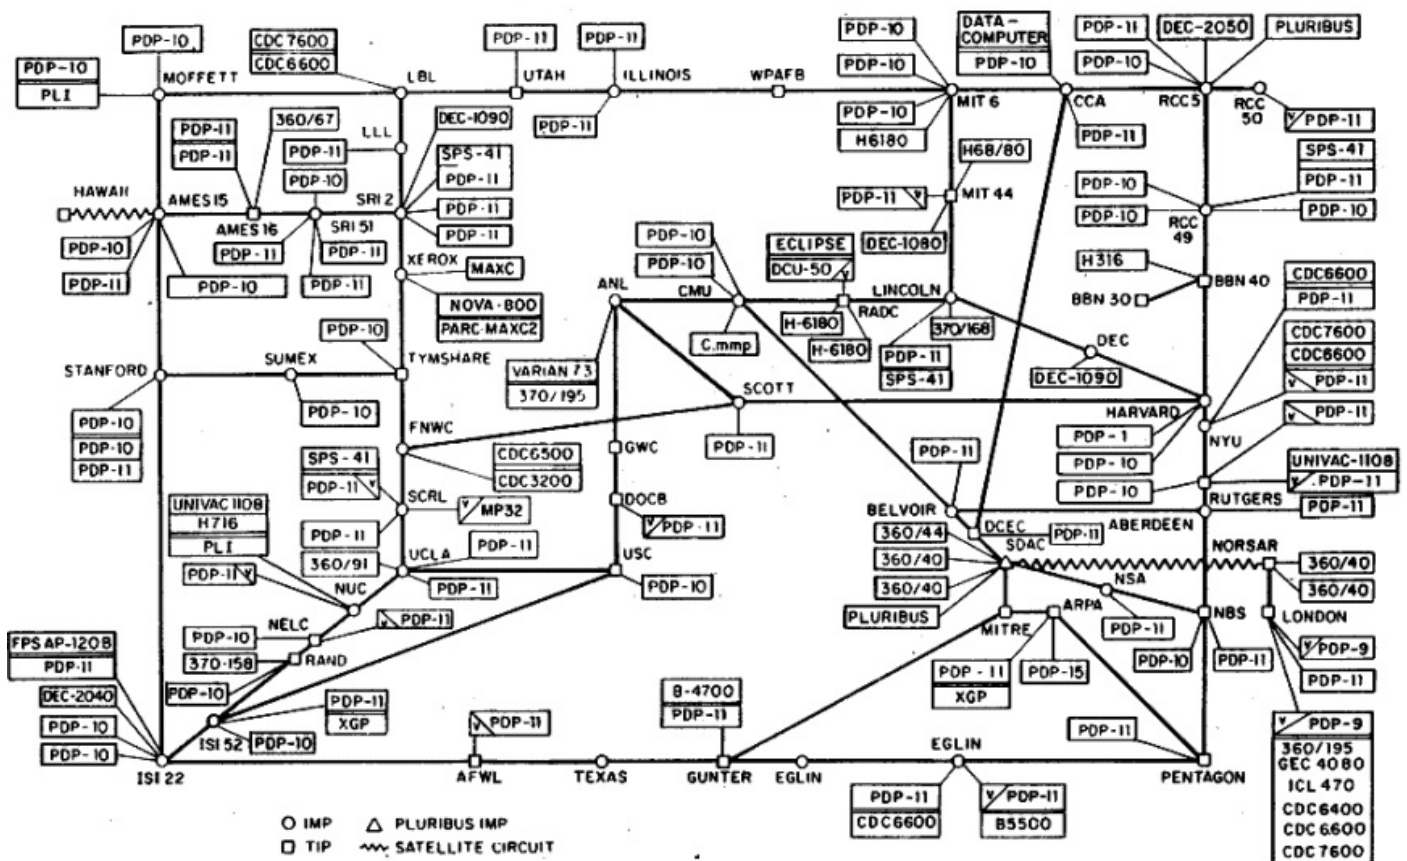 PDP-10
CDC7600
CDC6600
PDP-11
PDP-11
PDP-10
DATA-
COMPUTER
PDP-10
PDP-11
DEC-2050
PLURIBUS
PDP-10
PLI
MOFFETT
LBL
UTAH
ILLINOIS
WPAFB
PDP-10
PDP-10
MIT 6
CCA
RCC5
RCC
50
PDP-11
PDP-10
H6180
PDP-11
V PDP-11
PDP-11
PDP-11
360/67
LLL
PDP-11
DEC-1090
SPS-41
PDP-11
H68/80
SPS-41
PDP-11
HAWAII
AMES15
AMES16
PDP-10
SRI51
SRI2
PDP-11
PDP-11
PDP-11 V
MIT 44
DEC-1080
PDP-10
PDP-10
RCC
49
PDP-10
PDP-10
PDP-11
PDP-10
PDP-11
PDP-11
PDP-11
XEROX
MAXC
NOVA-800
PARC-MAXC2
PDP-10
PDP-10
ECLIPSE
DCU-50 V
H316
BBN 40
BBN 30
CDC6600
PDP-11
ANL
CMU
RADC
LINCOLN
H-6180
H-6180
C.mmp
370/168
PDP-11
SPS-41
DEC
DEC-1090
CDC7600
CDC6600
V PDP-11
STANFORD
SUMEX
PDP-10
TYMSHARE
VARIAN 73
370/195
SCOTT
HARVARD
V PDP-11
PDP-10
PDP-10
PDP-10
PDP-11
FNWC
CDC6500
CDC3200
GWC
PDP-11
PDP-11
PDP-1
PDP-10
NYU
SPS-41
PDP-11 V
SCRL
V MP32
DOCB
V PDP-11
PDP-10
RUTGERS
UNIVAC-1108
V PDP-11
UNIVAC 1108
H716
PLI
PDP-11 V
PDP-11
360/91
UCLA
PDP-11
PDP-11
USC
PDP-10
BELVOIR
DCEC
PDP-11
ABERDEEN
PDP-11
360/44
360/40
360/40
PLURIBUS
SDAC
NORSAR
360/40
360/40
NUC
NELC
PDP-10
V PDP-11
NSA
PDP-11
MITRE
ARPA
NBS
LONDON
FPS AP-120B
PDP-11
370-158
RAND
PDP-11
XGP
PDP-15
PDP-10
PDP-11
V PDP-9
PDP-11
DEC-2040
PDP-10
PDP-10
PDP-10
PDP-11
XGP
ISI 52
PDP-10
V PDP-11
B-4700
PDP-11
PDP-11
V PDP-9
360/195
GEC 4080
ICL 470
CDC6400
CDC6600
CDC7600
ISI 22
AFWL
TEXAS
GUNTER
EGLIN
EGLIN
PENTAGON
PDP-11
CDC6600
V PDP-11
B5500
IMP
PLURIBUS IMP
TIP
SATELLITE CIRCUIT